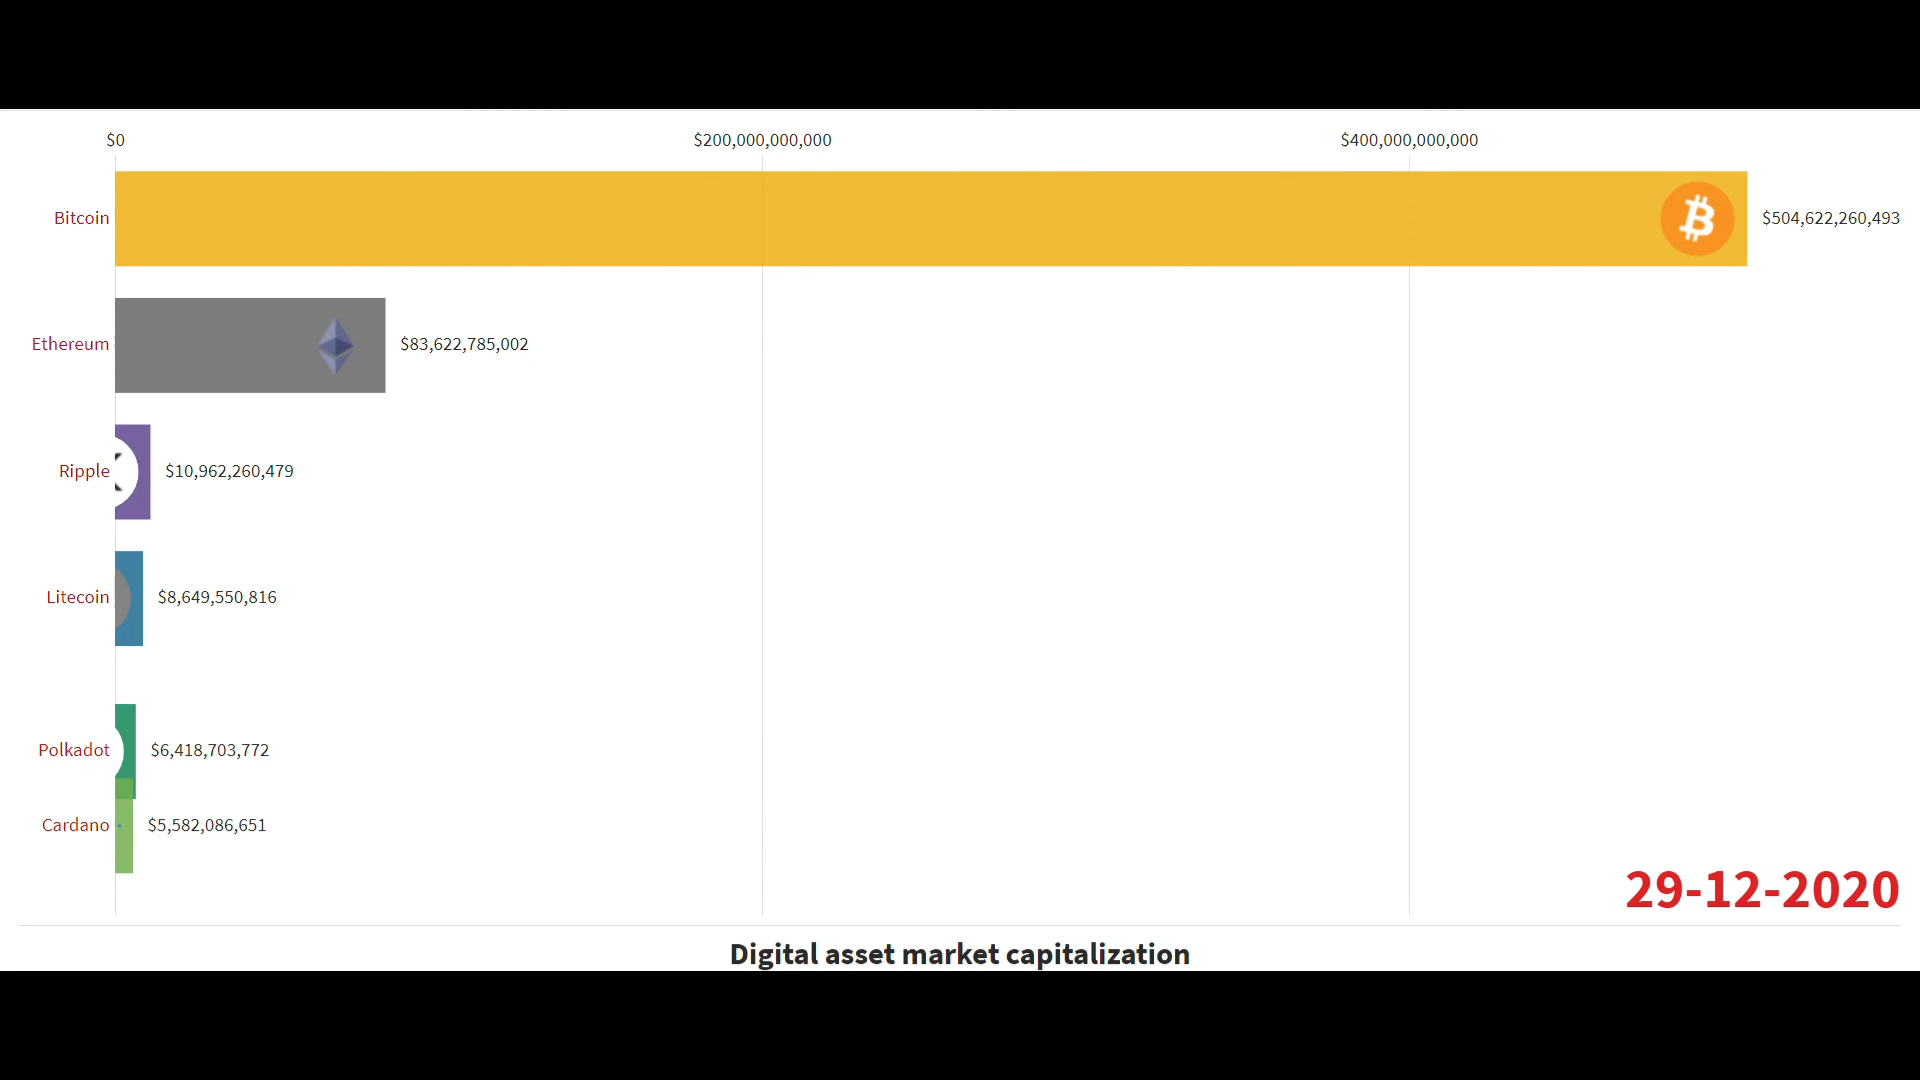 $0 $200,000,000,000 $400,000,000,000
Bitcoin $504,622,260,493
Ethereum $83,622,785,002
Ripple $10,962,260,479
Litecoin $8,649,550,816
Polkadot $6,418,703,772
Cardano $5,582,086,651
29-12-2020
Digital asset market capitalization